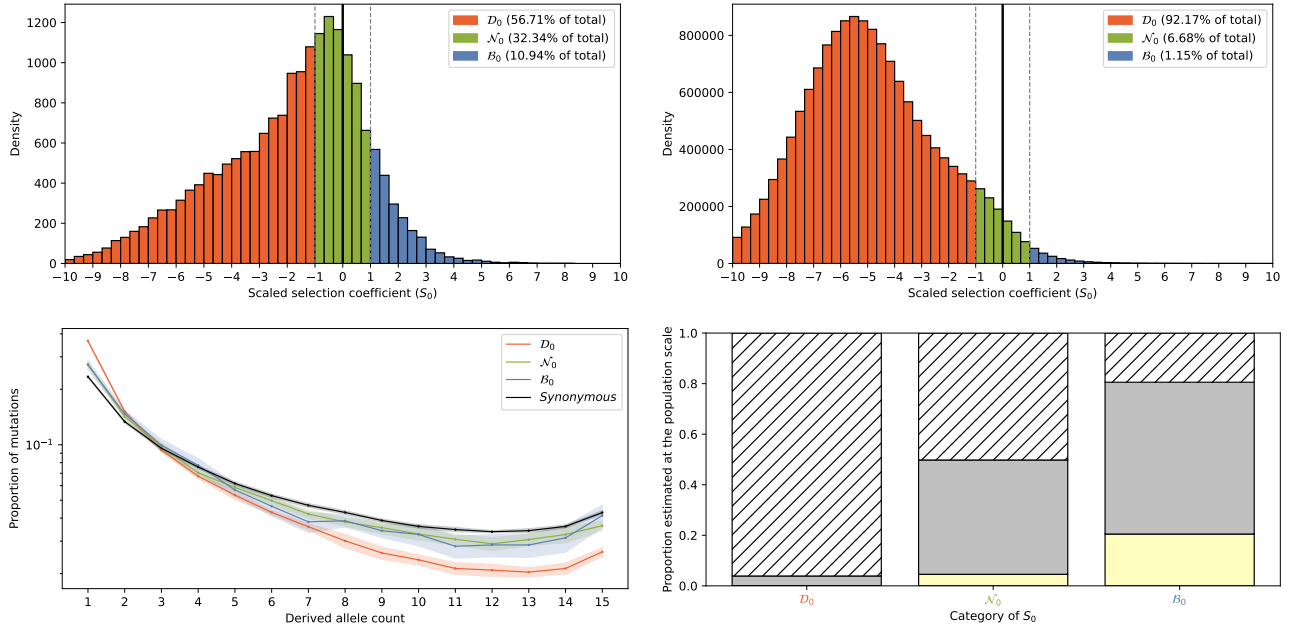 1200
1000
800
600
400
200
0
Density
−10 −9 −8 −7 −6 −5 −4 −3 −2 −1 0 1 2 3 4 5 6 7 8 9 10
Scaled selection coefficient (S₀)
𝒟₀ (56.71% of total)
𝒩₀ (32.34% of total)
ℬ₀ (10.94% of total)
800000
600000
400000
200000
0
Density
−10 −9 −8 −7 −6 −5 −4 −3 −2 −1 0 1 2 3 4 5 6 7 8 9 10
Scaled selection coefficient (S₀)
𝒟₀ (92.17% of total)
𝒩₀ (6.68% of total)
ℬ₀ (1.15% of total)
10⁻¹
Proportion of mutations
1 2 3 4 5 6 7 8 9 10 11 12 13 14 15
Derived allele count
𝒟₀
𝒩₀
ℬ₀
Synonymous
1.0
0.8
0.6
0.4
0.2
0.0
Proportion estimated at the population scale
𝒟₀ 𝒩₀ ℬ₀
Category of S₀